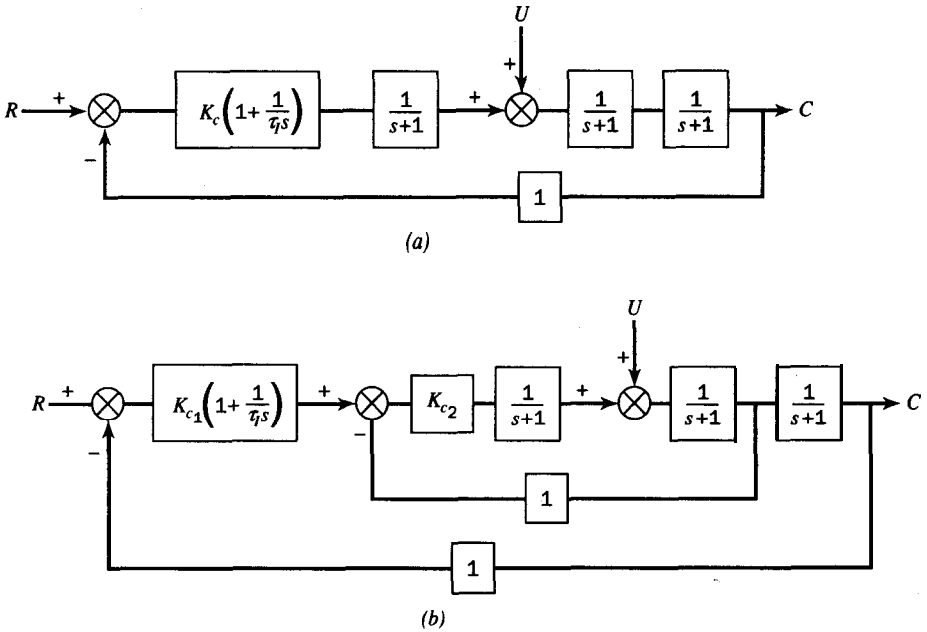 U
R + K_c(1+ 1/τ_I s) 1/s+1 + + 1/s+1 1/s+1 C
−
1
(a)
U
R + K_c1(1+ 1/τ_I s) + K_c2 1/s+1 + + 1/s+1 1/s+1 C
−
−
1
1
(b)